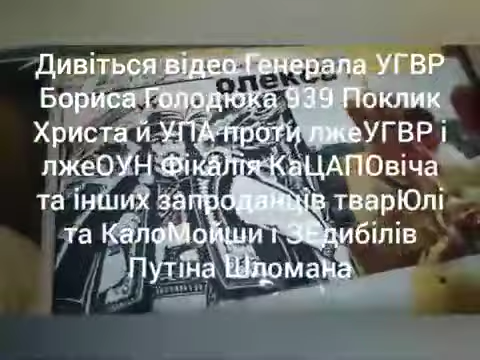 Дивіться відео Генерала УГВР
олекса
Бориса Голодюка 939 Поклик
Христа й УПА проти лжеУГВР і
лжеОУН Фікалія КаЦАПОвіча
та інших запроданців тварЮлі
та КалоМойши і ЗЕдибілів
Путіна Шломана